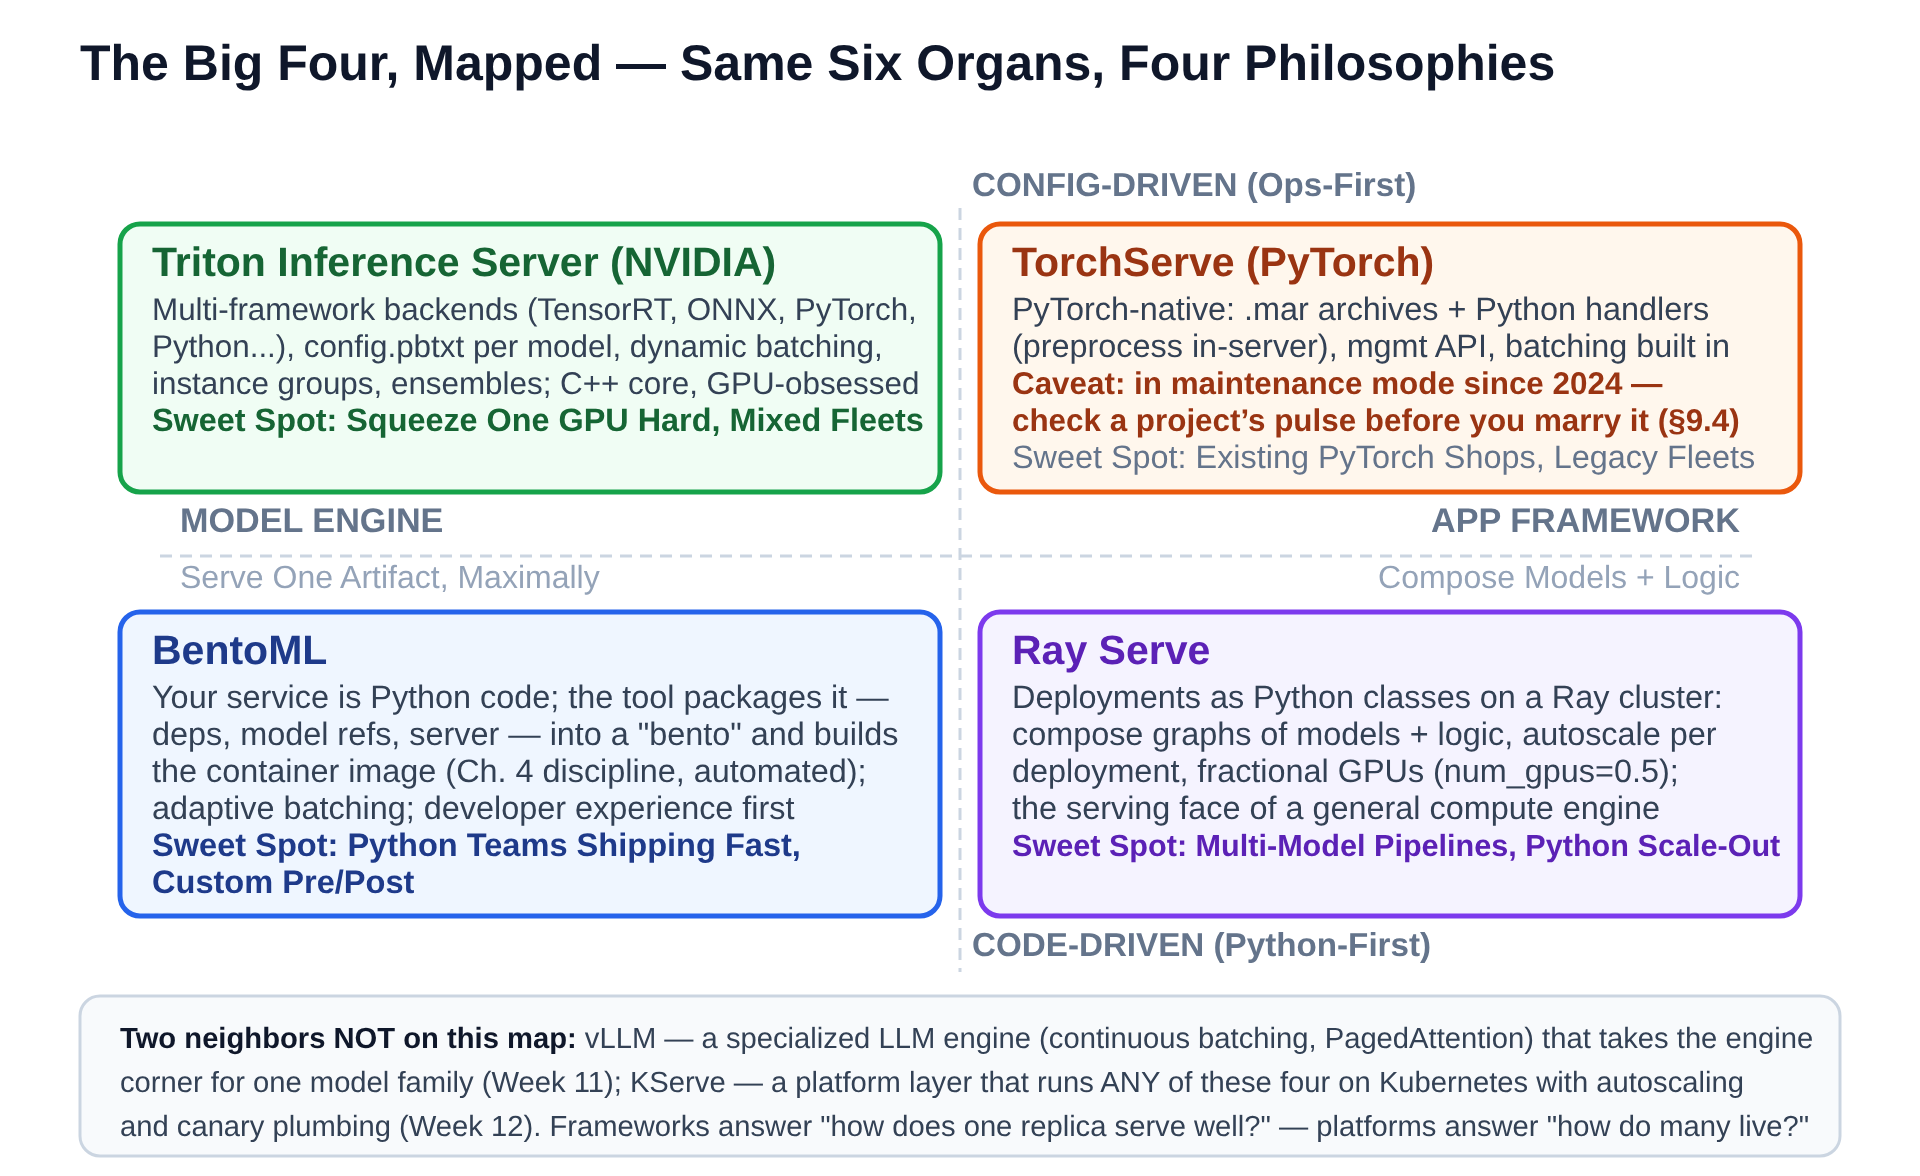 The Big Four, Mapped — Same Six Organs, Four Philosophies
CONFIG-DRIVEN (Ops-First)
Triton Inference Server (NVIDIA)
Multi-framework backends (TensorRT, ONNX, PyTorch,
Python...), config.pbtxt per model, dynamic batching,
instance groups, ensembles; C++ core, GPU-obsessed
Sweet Spot: Squeeze One GPU Hard, Mixed Fleets
TorchServe (PyTorch)
PyTorch-native: .mar archives + Python handlers
(preprocess in-server), mgmt API, batching built in
Caveat: in maintenance mode since 2024 —
check a project’s pulse before you marry it (§9.4)
Sweet Spot: Existing PyTorch Shops, Legacy Fleets
MODEL ENGINE
APP FRAMEWORK
Serve One Artifact, Maximally
Compose Models + Logic
BentoML
Your service is Python code; the tool packages it —
deps, model refs, server — into a "bento" and builds
the container image (Ch. 4 discipline, automated);
adaptive batching; developer experience first
Sweet Spot: Python Teams Shipping Fast,
Custom Pre/Post
Ray Serve
Deployments as Python classes on a Ray cluster:
compose graphs of models + logic, autoscale per
deployment, fractional GPUs (num_gpus=0.5);
the serving face of a general compute engine
Sweet Spot: Multi-Model Pipelines, Python Scale-Out
CODE-DRIVEN (Python-First)
Two neighbors NOT on this map: vLLM — a specialized LLM engine (continuous batching, PagedAttention) that takes the engine
corner for one model family (Week 11); KServe — a platform layer that runs ANY of these four on Kubernetes with autoscaling
and canary plumbing (Week 12). Frameworks answer "how does one replica serve well?" — platforms answer "how do many live?"